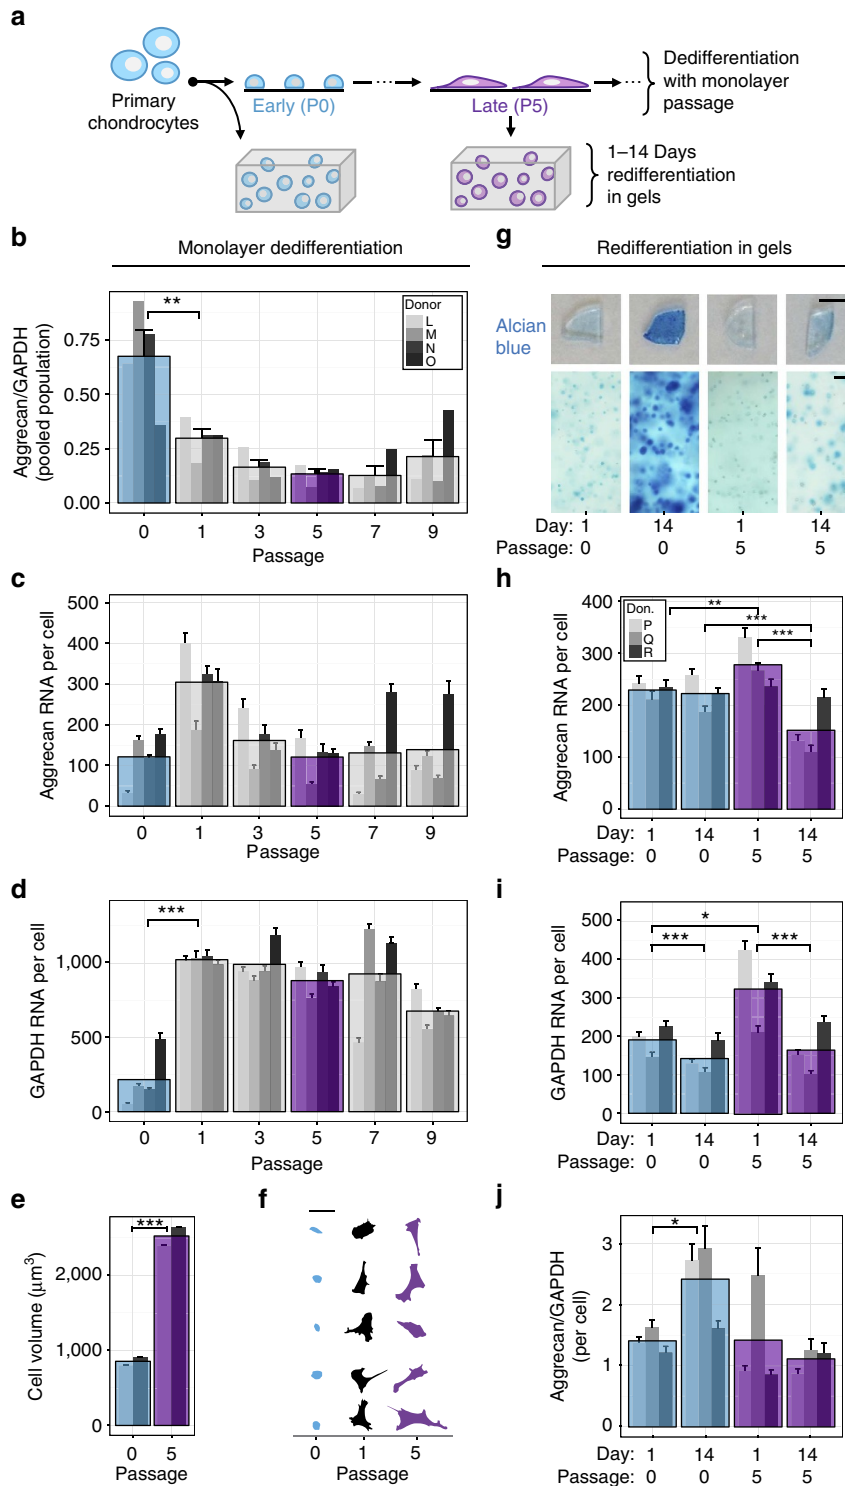 a
Primary
chondrocytes
Early (P0)
Late (P5)
Dedifferentiation
with monolayer
passage
1–14 Days
redifferentiation
in gels
b
Monolayer dedifferentiation
Aggrecan/GAPDH
(pooled population)
0.75
0.50
0.25
0.00
**
Donor
L
M
N
O
0 1 3 5 7 9
Passage
c
Aggrecan RNA per cell
500
400
300
200
100
0
0 1 3 5 7 9
Passage
d
GAPDH RNA per cell
1,000
500
0
***
0 1 3 5 7 9
Passage
e
Cell volume (μm³)
2,000
1,000
0
***
0 5
Passage
f
0 1 5
Passage
g
Redifferentiation in gels
Alcian
blue
Day: 1 14 1 14
Passage: 0 0 5 5
h
Aggrecan RNA per cell
400
300
200
100
0
Don.
P
Q
R
**
***
***
Day: 1 14 1 14
Passage: 0 0 5 5
i
GAPDH RNA per cell
500
400
300
200
100
0
*
*** ***
Day: 1 14 1 14
Passage: 0 0 5 5
j
Aggrecan/GAPDH
(per cell)
3
2
1
0
*
Day: 1 14 1 14
Passage: 0 0 5 5